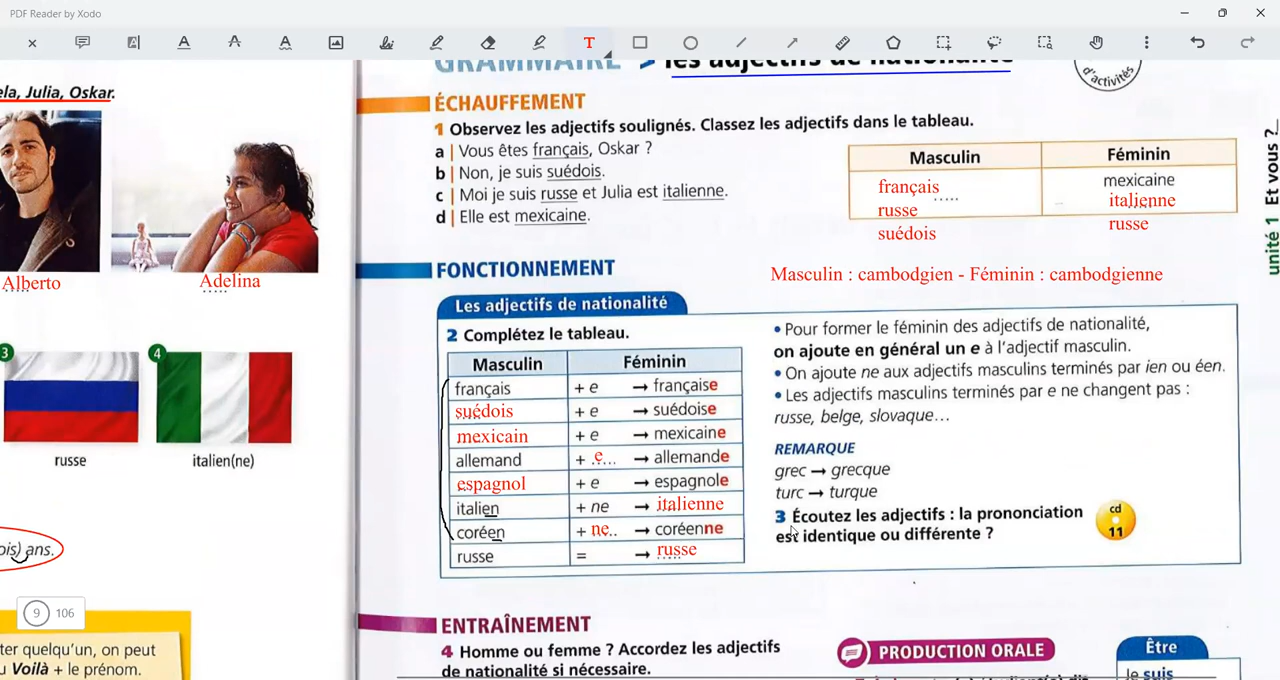 PDF Reader by Xodo
ela, Julia, Oskar.
Alberto
Adelina
3
4
russe
italien(ne)
ois) ans.
9 106
ter quelqu'un, on peut
u Voilà + le prénom.
GRAMMAIRE > les adjectifs de nationalité
d'activités
ÉCHAUFFEMENT
1 Observez les adjectifs soulignés. Classez les adjectifs dans le tableau.
a | Vous êtes français, Oskar ?
b | Non, je suis suédois.
c | Moi je suis russe et Julia est italienne.
d | Elle est mexicaine.
Masculin Féminin
français ..... mexicaine
russe italienne
suédois russe
unité 1 Et vous ?
FONCTIONNEMENT
Masculin : cambodgien - Féminin : cambodgienne
Les adjectifs de nationalité
2 Complétez le tableau.
Masculin Féminin
français + e → française
suédois + e → suédoise
mexicain + e → mexicaine
allemand + e..... → allemande
espagnol + e → espagnole
italien + ne → italienne
coréen + ne.. → coréenne
russe = → russe
• Pour former le féminin des adjectifs de nationalité,
on ajoute en général un e à l'adjectif masculin.
• On ajoute ne aux adjectifs masculins terminés par ien ou éen.
• Les adjectifs masculins terminés par e ne changent pas :
russe, belge, slovaque...
REMARQUE
grec → grecque
turc → turque
3 Écoutez les adjectifs : la prononciation
est identique ou différente ?
cd
11
ENTRAÎNEMENT
4 Homme ou femme ? Accordez les adjectifs
de nationalité si nécessaire.
PRODUCTION ORALE
Être
Je suis